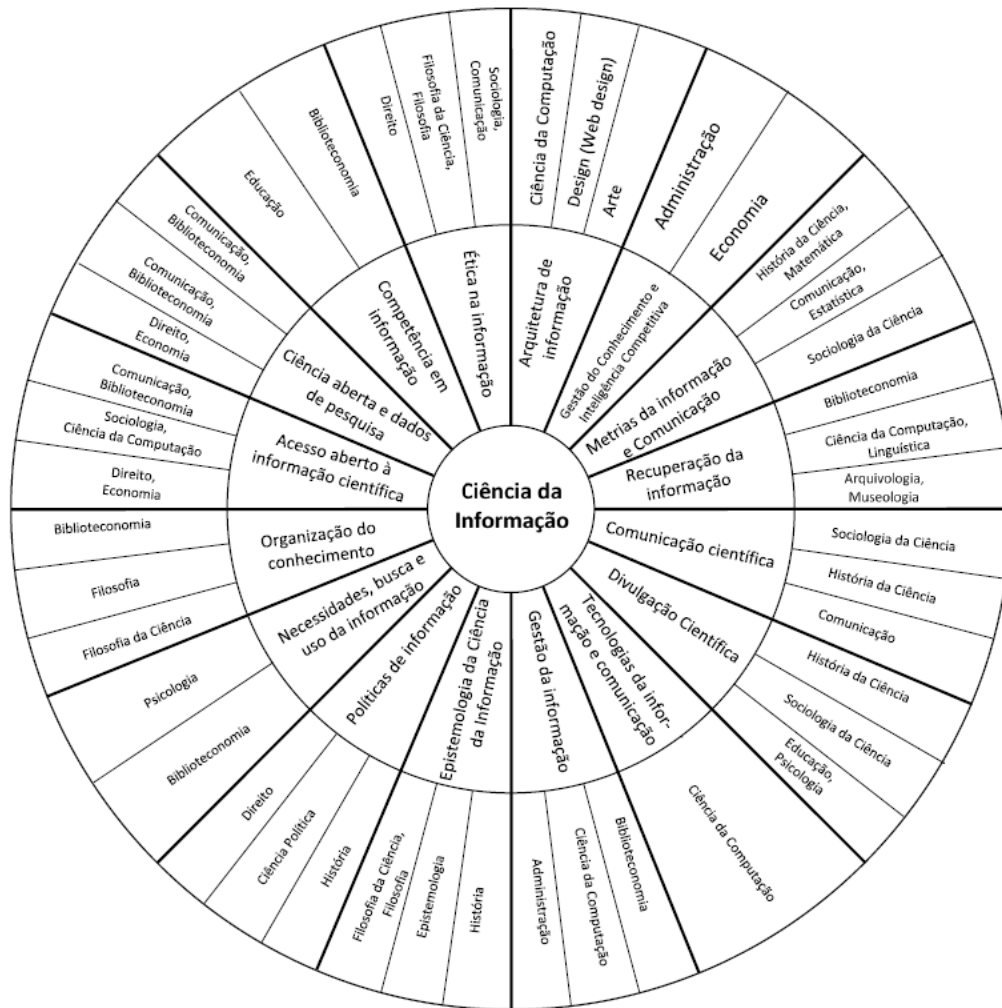 Ciência da
Informação
Arquitetura de
informação
Ciência da Computação
Design (Web design)
Arte
Gestão do Conhecimento e
Inteligência Competitiva
Administração
Economia
Metrias da informação
e Comunicação
História da Ciência,
Matemática
Comunicação,
Estatística
Sociologia da Ciência
Recuperação da
informação
Biblioteconomia
Ciência da Computação,
Linguística
Arquivologia,
Museologia
Comunicação científica
Sociologia da Ciência
História da Ciência
Comunicação
Divulgação Científica
História da Ciência
Sociologia da Ciência
Educação,
Psicologia
Tecnologias da infor-
mação e comunicação
Ciência da Computação
Gestão da informação
Biblioteconomia
Ciência da Computação
Administração
Epistemologia da Ciência
da Informação
História
Epistemologia
Filosofia da Ciência,
Filosofia
Políticas de informação
História
Ciência Política
Direito
Necessidades, busca e
uso da informação
Biblioteconomia
Psicologia
Organização do
conhecimento
Filosofia da Ciência
Filosofia
Biblioteconomia
Acesso aberto à
informação científica
Direito,
Economia
Sociologia,
Ciência da Computação
Comunicação,
Biblioteconomia
Ciência aberta e dados
de pesquisa
Direito,
Economia
Comunicação,
Biblioteconomia
Comunicação,
Biblioteconomia
Competência em
informação
Educação
Biblioteconomia
Ética na informação
Direito
Filosofia da Ciência,
Filosofia
Sociologia,
Comunicação